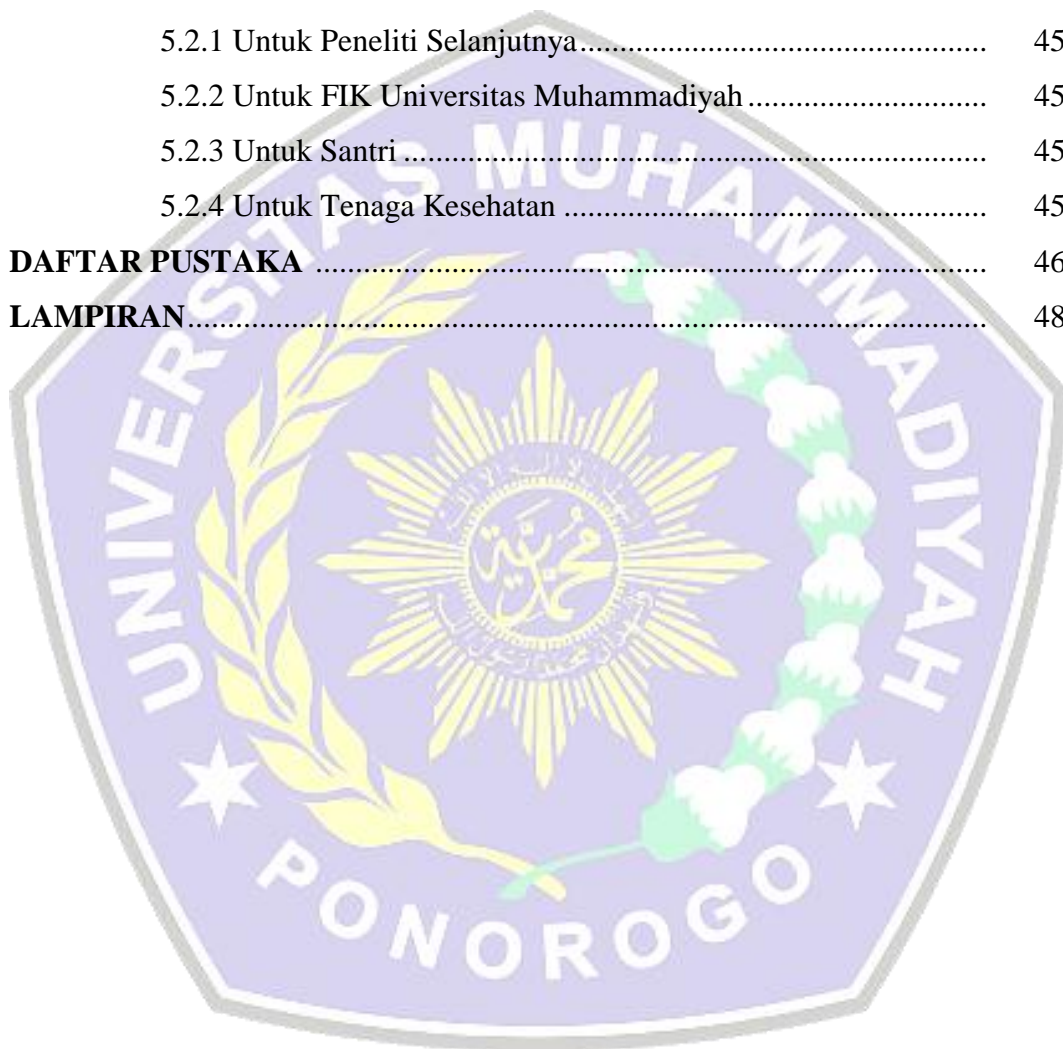 5.2.1 Untuk Peneliti Selanjutnya............................................................ 45
5.2.2 Untuk FIK Universitas Muhammadiyah.................................... 45
5.2.3 Untuk Santri ..................................................................................... 45
5.2.4 Untuk Tenaga Kesehatan ............................................................... 45
DAFTAR PUSTAKA .................................................................................................. 46
LAMPIRAN...................................................................................................................... 48
UNIVERSITAS MUHAMMADIYAH
PONOROGO